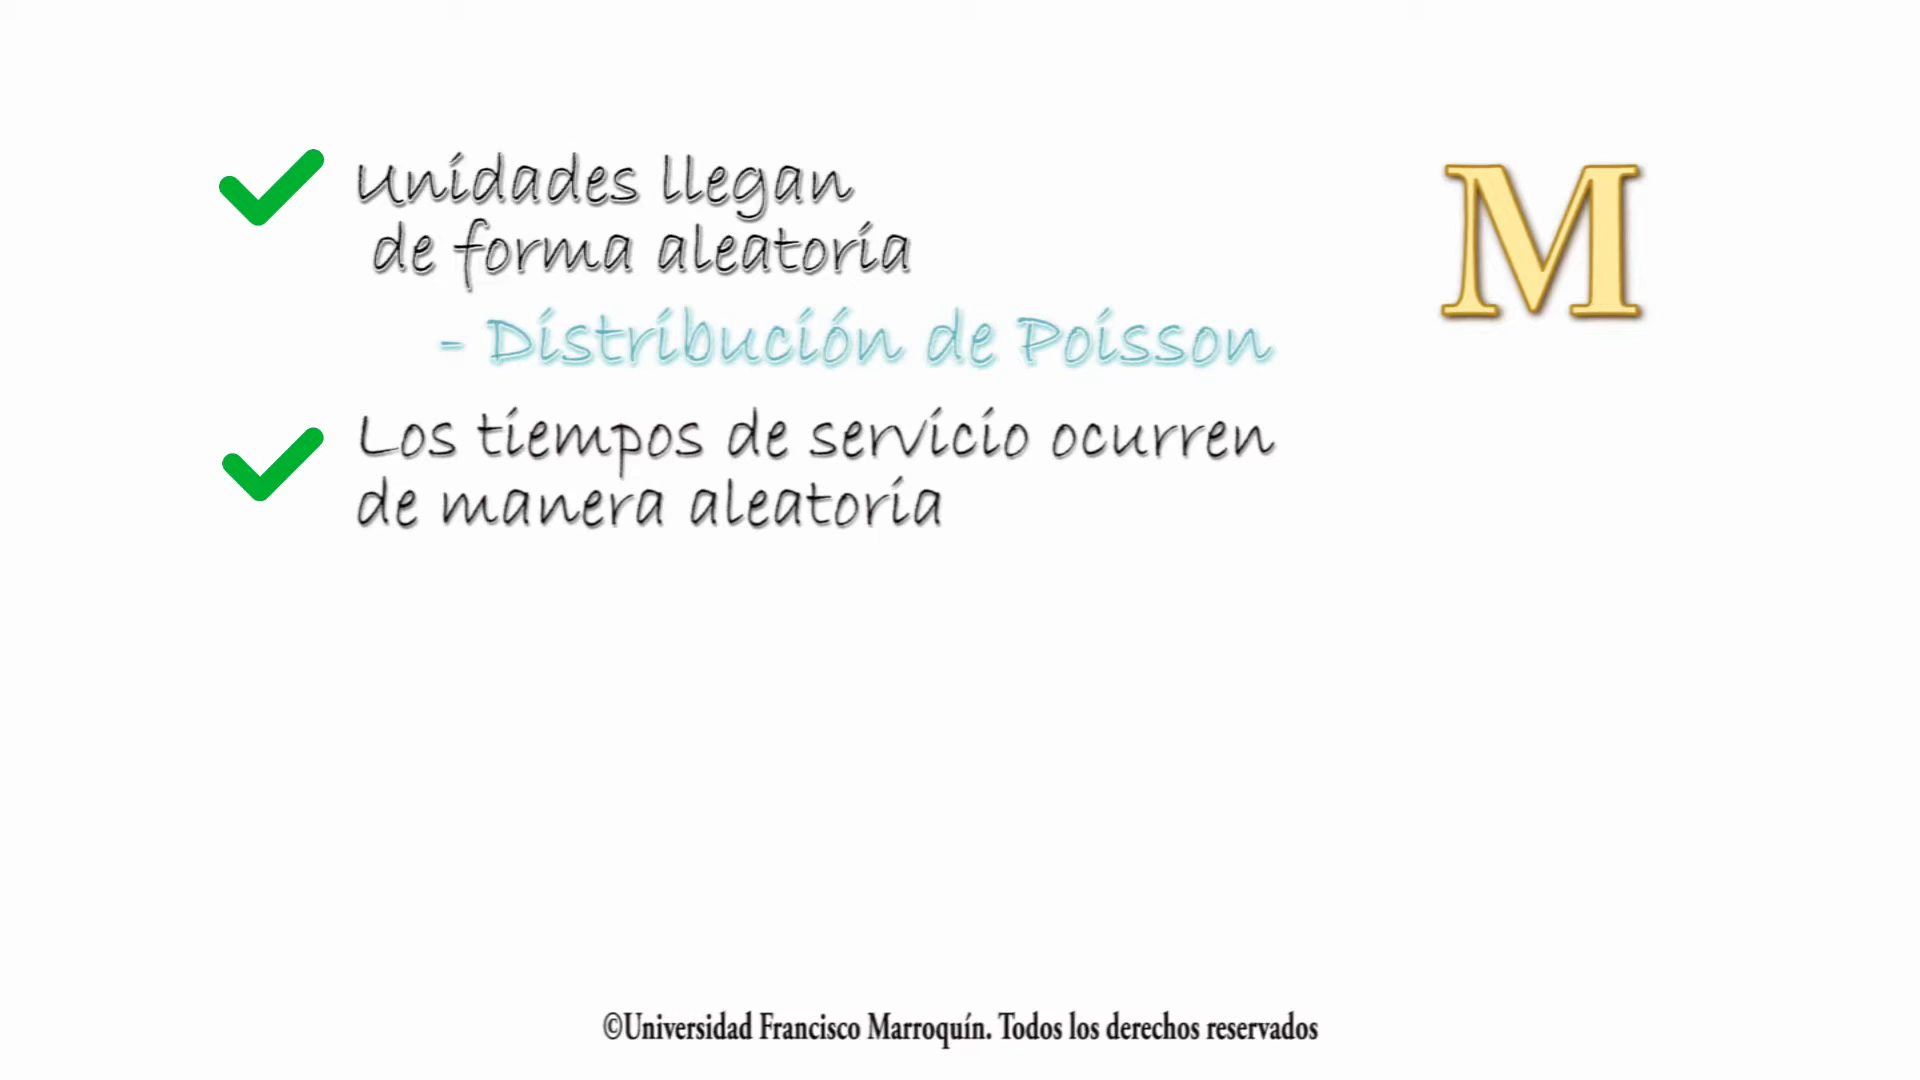 Unidades llegan
de forma aleatoria
- Distribución de Poisson
M
Los tiempos de servicio ocurren
de manera aleatoria
©Universidad Francisco Marroquín. Todos los derechos reservados